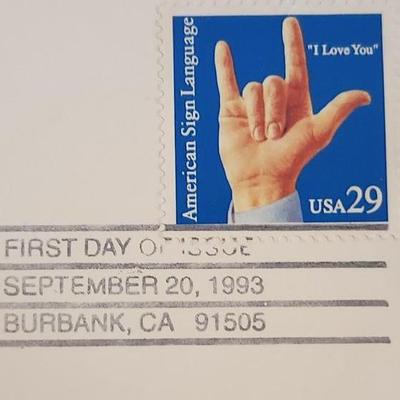 American Sign Language
"I Love You"
USA29
FIRST DAY OF ISSUE
SEPTEMBER 20, 1993
BURBANK, CA 91505